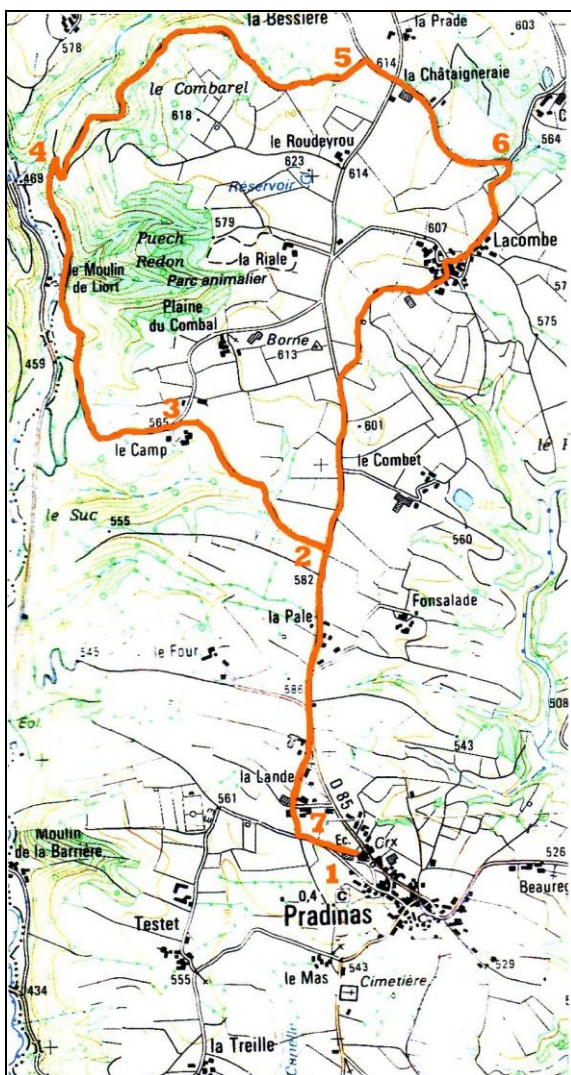 la Bessière
la Prade
603
578
5
614
la Châtaigneraie
le Combarel
618
6
564
4
469
le Roudeyrou
623
614
Réservoir
579
607
Lacombe
Puech
Redon
la Riale
Parc animalier
le Moulin
de Liort
Plaine
du Combal
Borne
613
575
459
3
565
le Camp
601
le Combet
le Suc
555
560
2
582
Fonsalade
la Pale
le Four
545
586
508
543
la Lande
D 85
561
7
Moulin
de la Barrière
Ec.
Crx
526
1
0,4
C
Pradinas
Testet
529
le Mas
543
555
Cimetière
434
la Treille